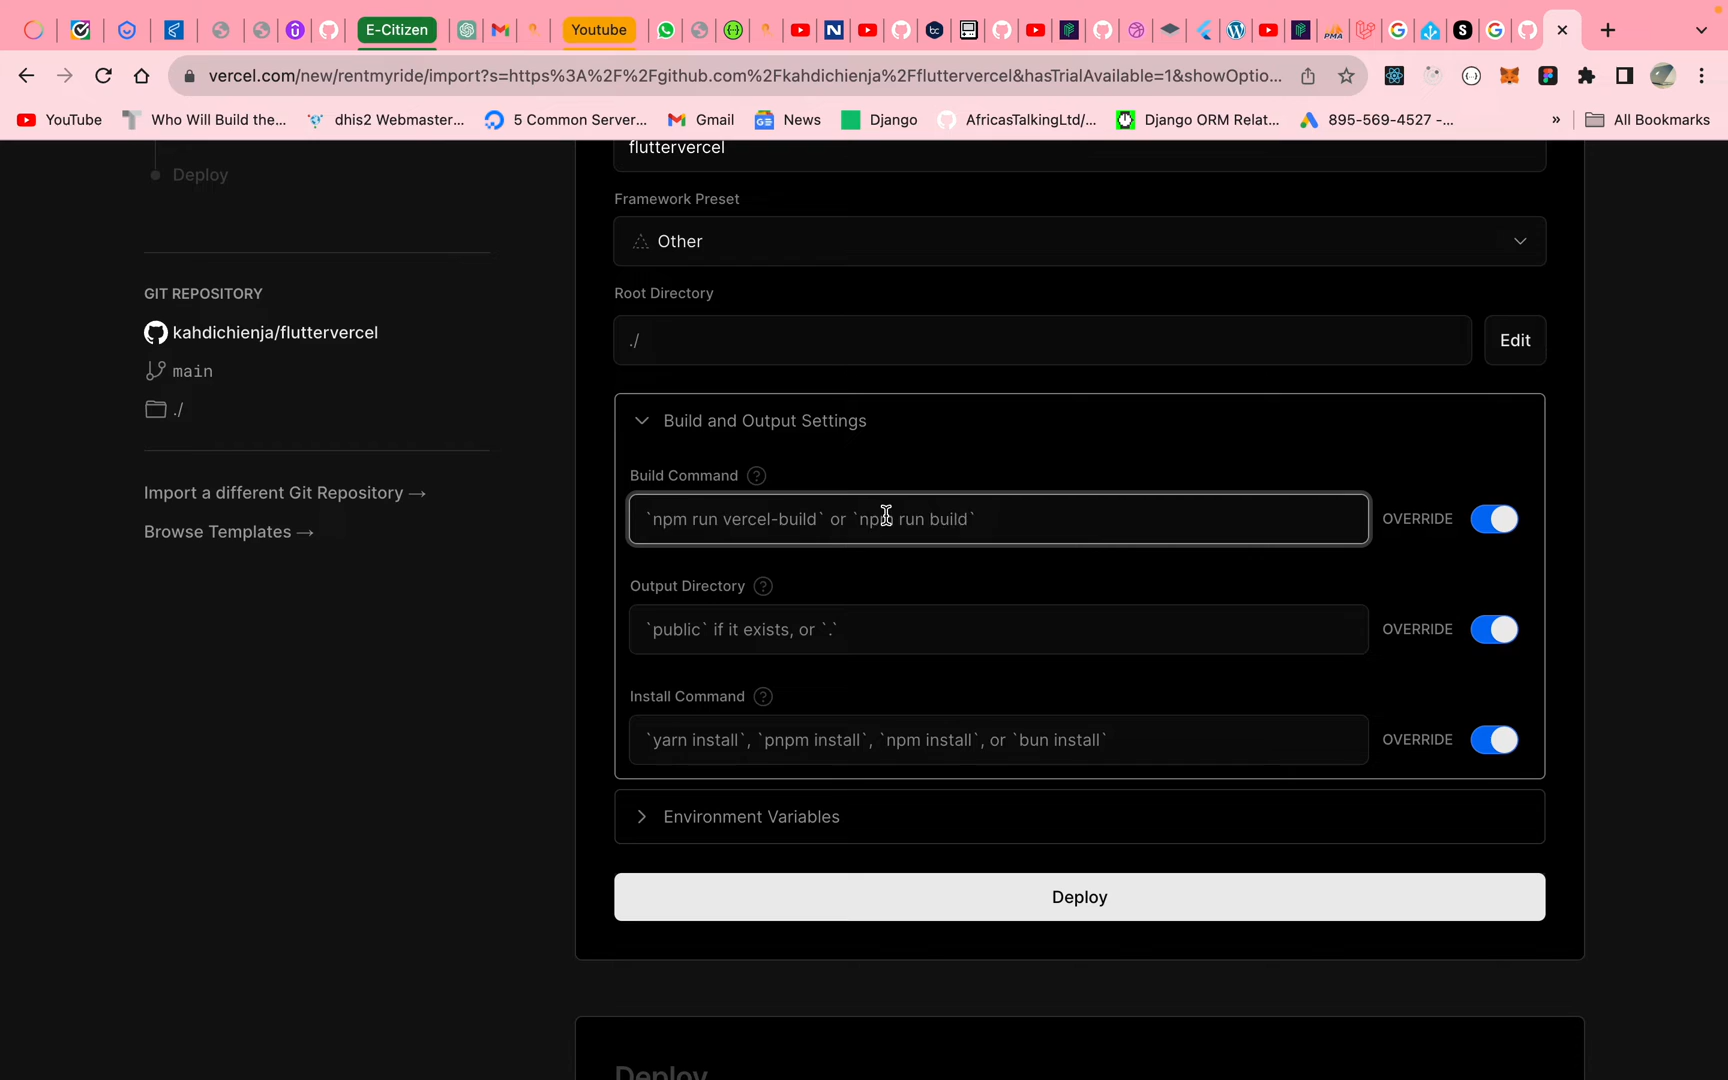 E-Citizen
Youtube
vercel.com/new/rentmyride/import?s=https%3A%2F%2Fgithub.com%2Fkahdichienja%2Ffluttervercel&hasTrialAvailable=1&showOptio...
YouTube
Who Will Build the...
dhis2 Webmaster...
5 Common Server...
Gmail
News
Django
AfricasTalkingLtd/...
Django ORM Relat...
895-569-4527 -...
»
All Bookmarks
Deploy
GIT REPOSITORY
kahdichienja/fluttervercel
main
./
Import a different Git Repository →
Browse Templates →
fluttervercel
Framework Preset
Other
Root Directory
./
Edit
Build and Output Settings
Build Command ?
`npm run vercel-build` or `npm run build`
OVERRIDE
Output Directory ?
`public` if it exists, or `.`
OVERRIDE
Install Command ?
`yarn install`, `pnpm install`, `npm install`, or `bun install`
OVERRIDE
Environment Variables
Deploy
Deploy